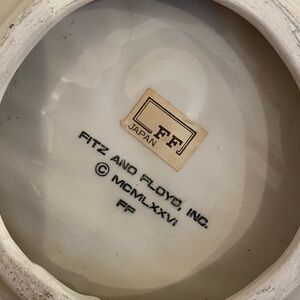 FF
JAPAN
FITZ AND FLOYD, INC.
© MCMLXXVI
FF